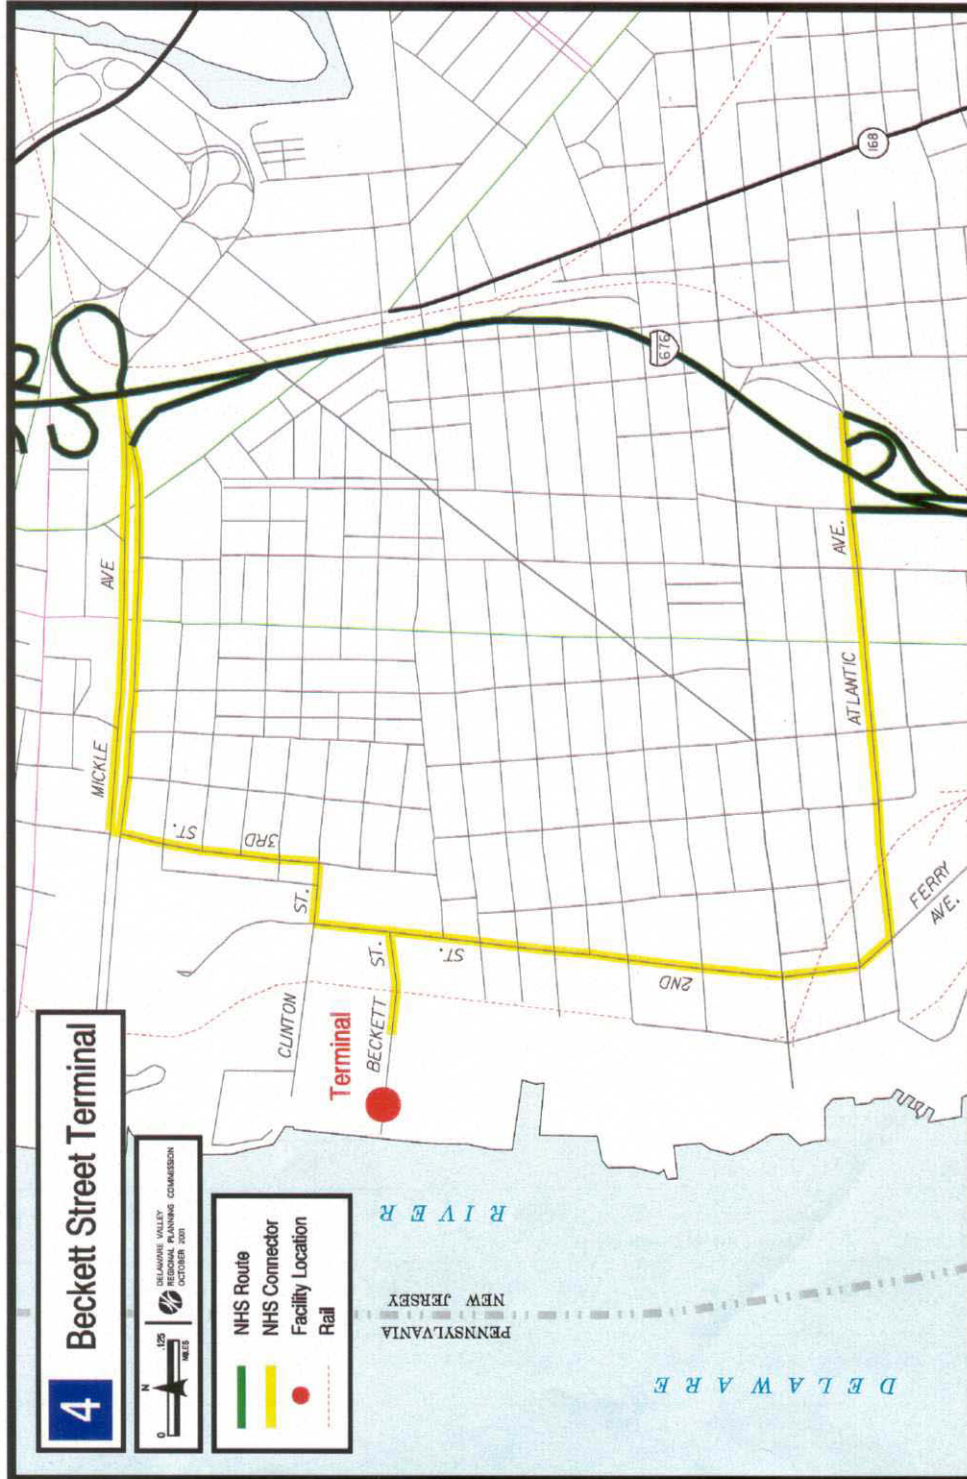 4
Beckett Street Terminal
N
0 .125
MILES
DELAWARE VALLEY
REGIONAL PLANNING COMMISSION
OCTOBER 2001
NHS Route
NHS Connector
Facility Location
Rail
MICKLE AVE
3RD ST.
CLINTON ST.
Terminal
BECKETT ST.
2ND ST.
ATLANTIC AVE.
FERRY
AVE.
676
168
DELAWARE RIVER
PENNSYLVANIA
NEW JERSEY